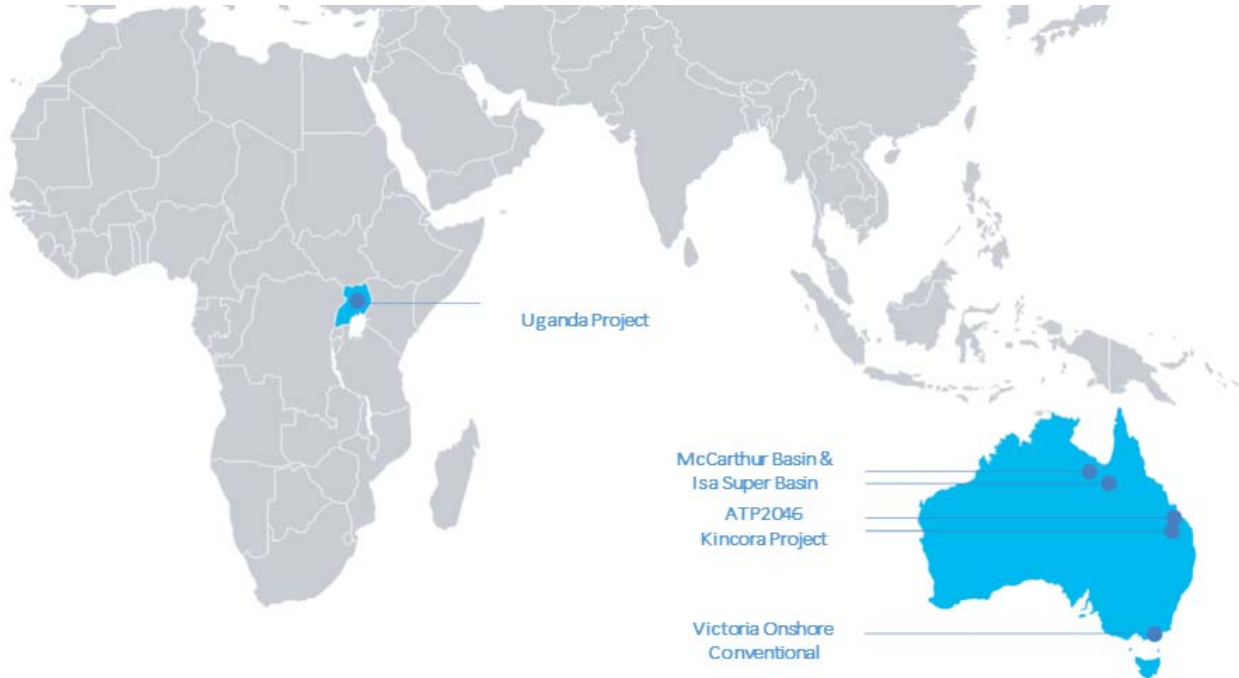 Uganda Project
McCarthur Basin &
Isa Super Basin
ATP2046
Kincora Project
Victoria Onshore
Conventional